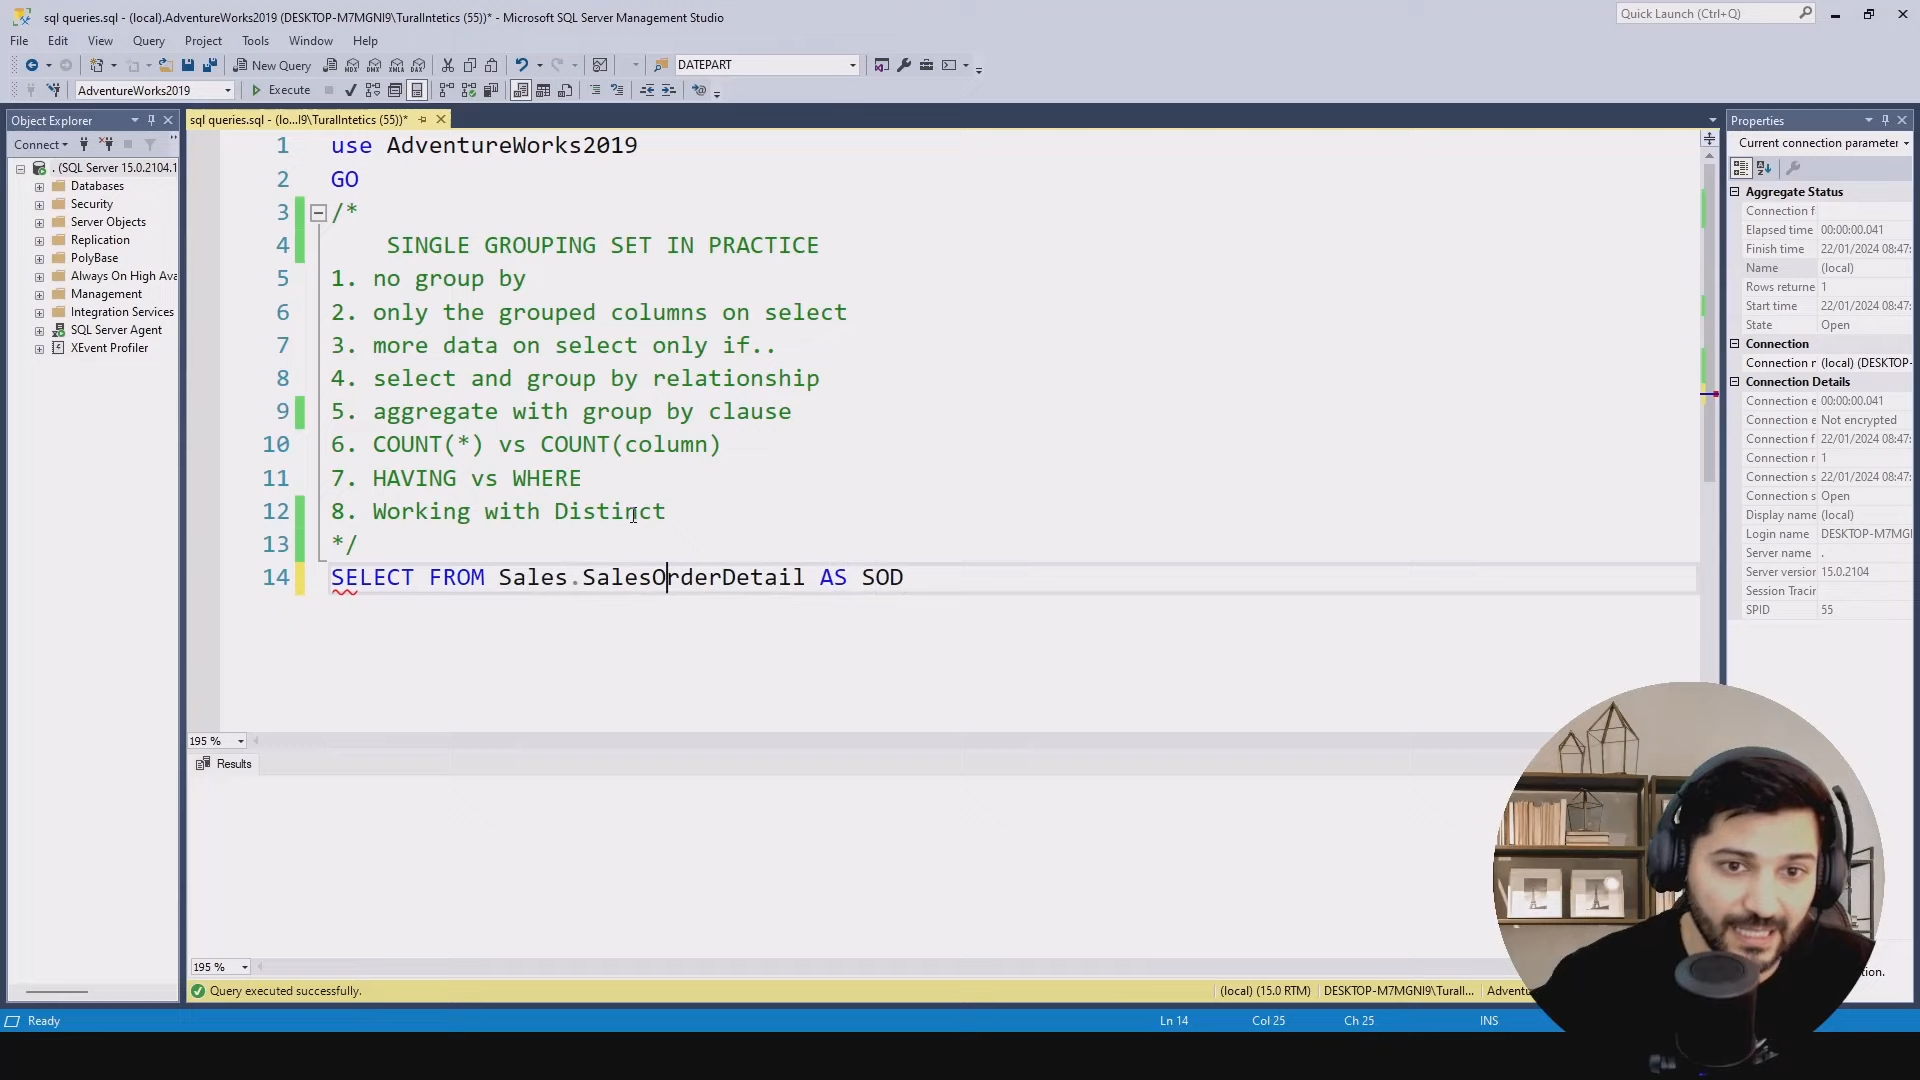 sql queries.sql - (local).AdventureWorks2019 (DESKTOP-M7MGNI9\TuralIntetics (55))* - Microsoft SQL Server Management Studio
Quick Launch (Ctrl+Q)
File Edit View Query Project Tools Window Help
New Query DATEPART
AdventureWorks2019 Execute
Object Explorer
Connect
. (SQL Server 15.0.2104.1
Databases
Security
Server Objects
Replication
PolyBase
Always On High Ava
Management
Integration Services
SQL Server Agent
XEvent Profiler
sql queries.sql - (lo...I9\TuralIntetics (55))*
1 use AdventureWorks2019
2 GO
3 /*
4 SINGLE GROUPING SET IN PRACTICE
5 1. no group by
6 2. only the grouped columns on select
7 3. more data on select only if..
8 4. select and group by relationship
9 5. aggregate with group by clause
10 6. COUNT(*) vs COUNT(column)
11 7. HAVING vs WHERE
12 8. Working with Distinct
13 */
14 SELECT FROM Sales.SalesOrderDetail AS SOD
195 %
Results
195 %
Query executed successfully. (local) (15.0 RTM) DESKTOP-M7MGNI9\Turall... Adventu
Properties
Current connection parameter
Aggregate Status
Connection f
Elapsed time 00:00:00.041
Finish time 22/01/2024 08:47:
Name (local)
Rows returne 1
Start time 22/01/2024 08:47:
State Open
Connection
Connection r (local) (DESKTOP-
Connection Details
Connection e 00:00:00.041
Connection e Not encrypted
Connection f 22/01/2024 08:47:
Connection r 1
Connection s 22/01/2024 08:47:
Connection s Open
Display name (local)
Login name DESKTOP-M7MGI
Server name .
Server version 15.0.2104
Session Tracir
SPID 55
tion.
Ready Ln 14 Col 25 Ch 25 INS